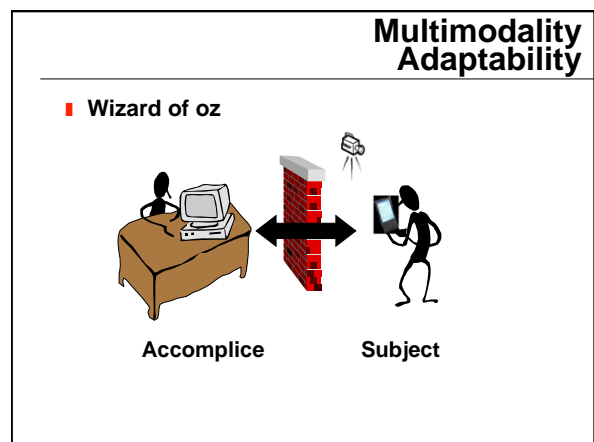 Multimodality
Adaptability
Wizard of oz
Accomplice
Subject